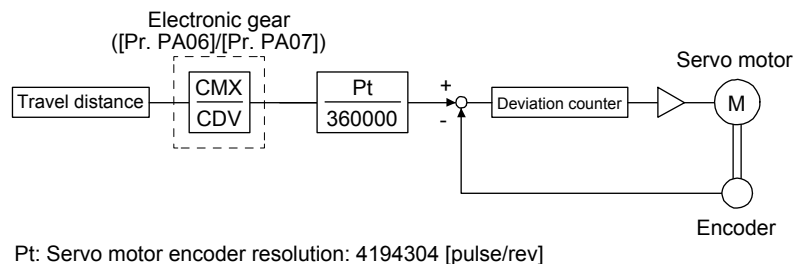 Electronic gear
([Pr. PA06]/[Pr. PA07])
Servo motor
Travel distance
CMX
CDV
Pt
360000
+
-
Deviation counter
M
Encoder
Pt: Servo motor encoder resolution: 4194304 [pulse/rev]